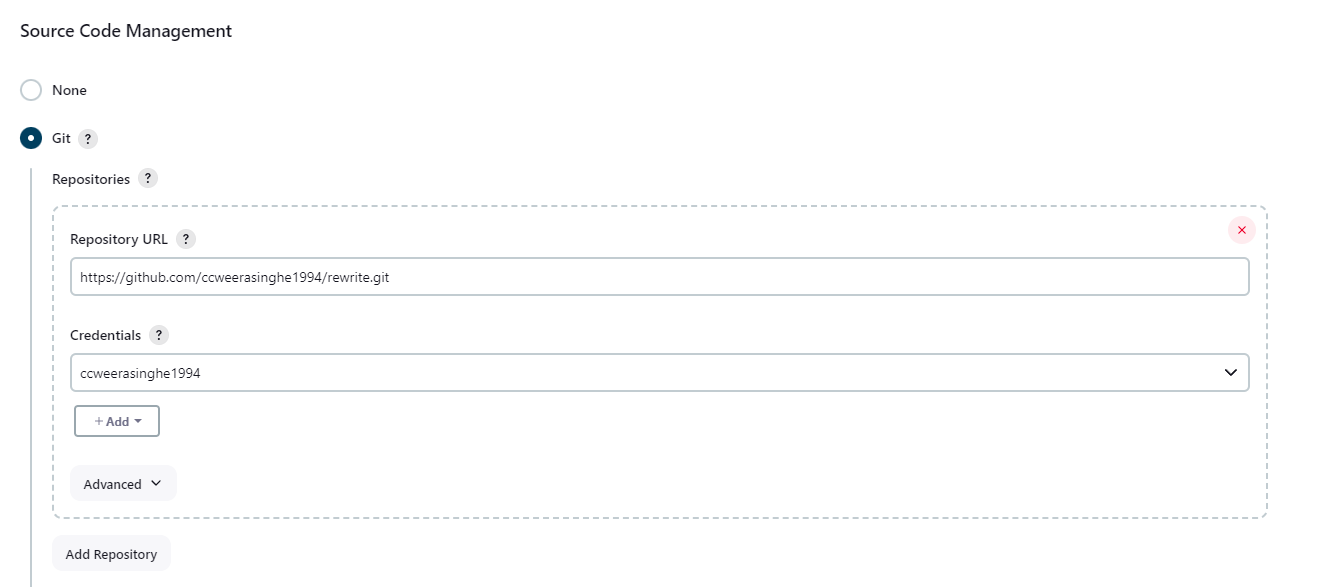 Source Code Management
None
Git ?
Repositories ?
Repository URL ?
https://github.com/ccweerasinghe1994/rewrite.git
Credentials ?
ccweerasinghe1994
+ Add
Advanced
Add Repository